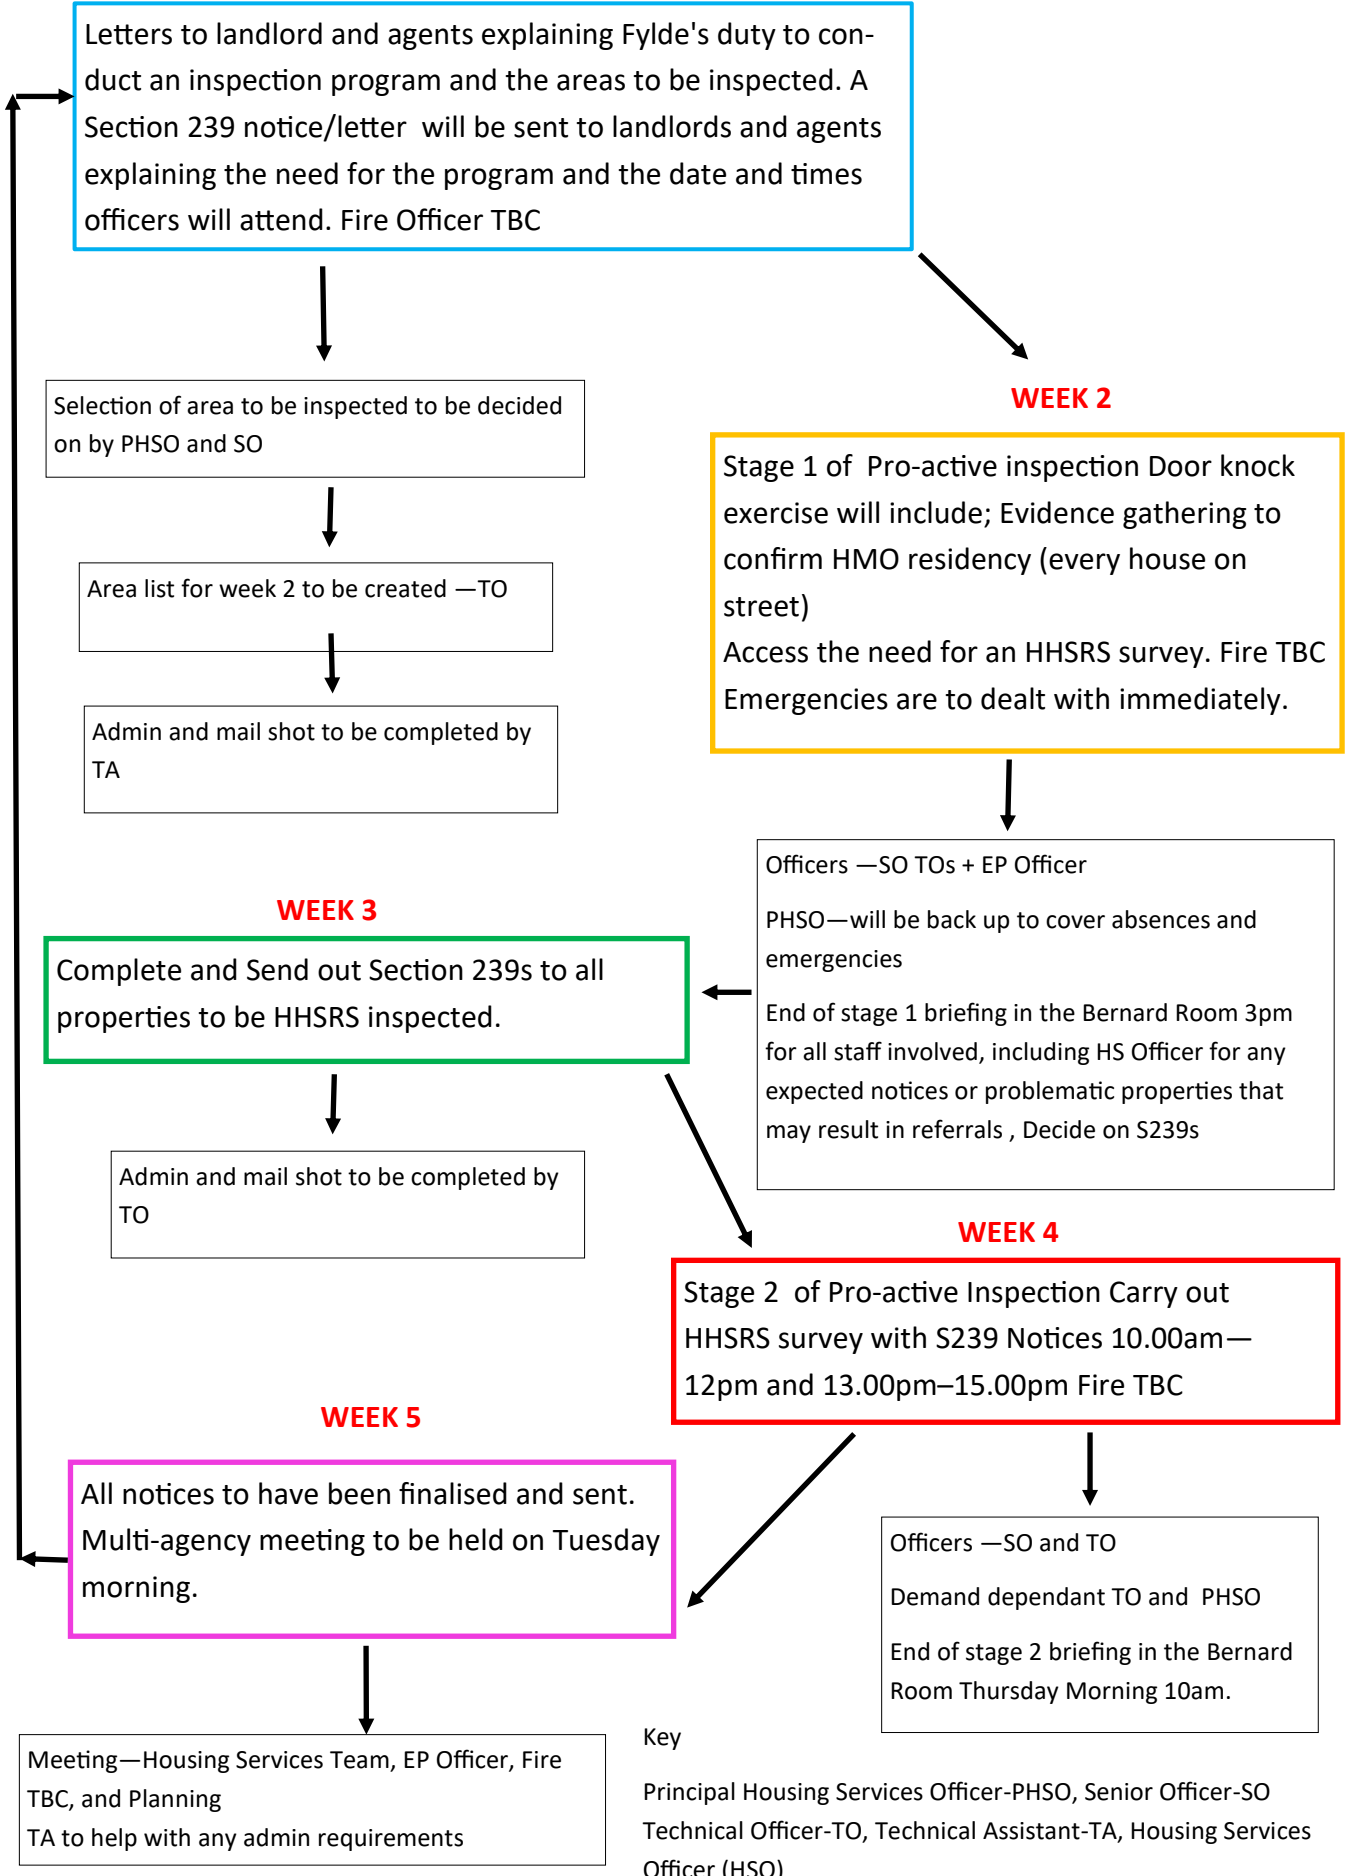 Letters to landlord and agents explaining Fylde's duty to con-
duct an inspection program and the areas to be inspected. A
Section 239 notice/letter will be sent to landlords and agents
explaining the need for the program and the date and times
officers will attend. Fire Officer TBC
Selection of area to be inspected to be decided
on by PHSO and SO
Area list for week 2 to be created —TO
Admin and mail shot to be completed by
TA
WEEK 2
Stage 1 of Pro-active inspection Door knock
exercise will include; Evidence gathering to
confirm HMO residency (every house on
street)
Access the need for an HHSRS survey. Fire TBC
Emergencies are to dealt with immediately.
Officers —SO TOs + EP Officer
PHSO—will be back up to cover absences and
emergencies
End of stage 1 briefing in the Bernard Room 3pm
for all staff involved, including HS Officer for any
expected notices or problematic properties that
may result in referrals , Decide on S239s
WEEK 3
Complete and Send out Section 239s to all
properties to be HHSRS inspected.
Admin and mail shot to be completed by
TO
WEEK 4
Stage 2 of Pro-active Inspection Carry out
HHSRS survey with S239 Notices 10.00am—
12pm and 13.00pm–15.00pm Fire TBC
Officers —SO and TO
Demand dependant TO and PHSO
End of stage 2 briefing in the Bernard
Room Thursday Morning 10am.
WEEK 5
All notices to have been finalised and sent.
Multi-agency meeting to be held on Tuesday
morning.
Meeting—Housing Services Team, EP Officer, Fire
TBC, and Planning
TA to help with any admin requirements
Key
Principal Housing Services Officer-PHSO, Senior Officer-SO
Technical Officer-TO, Technical Assistant-TA, Housing Services
Officer (HSO)